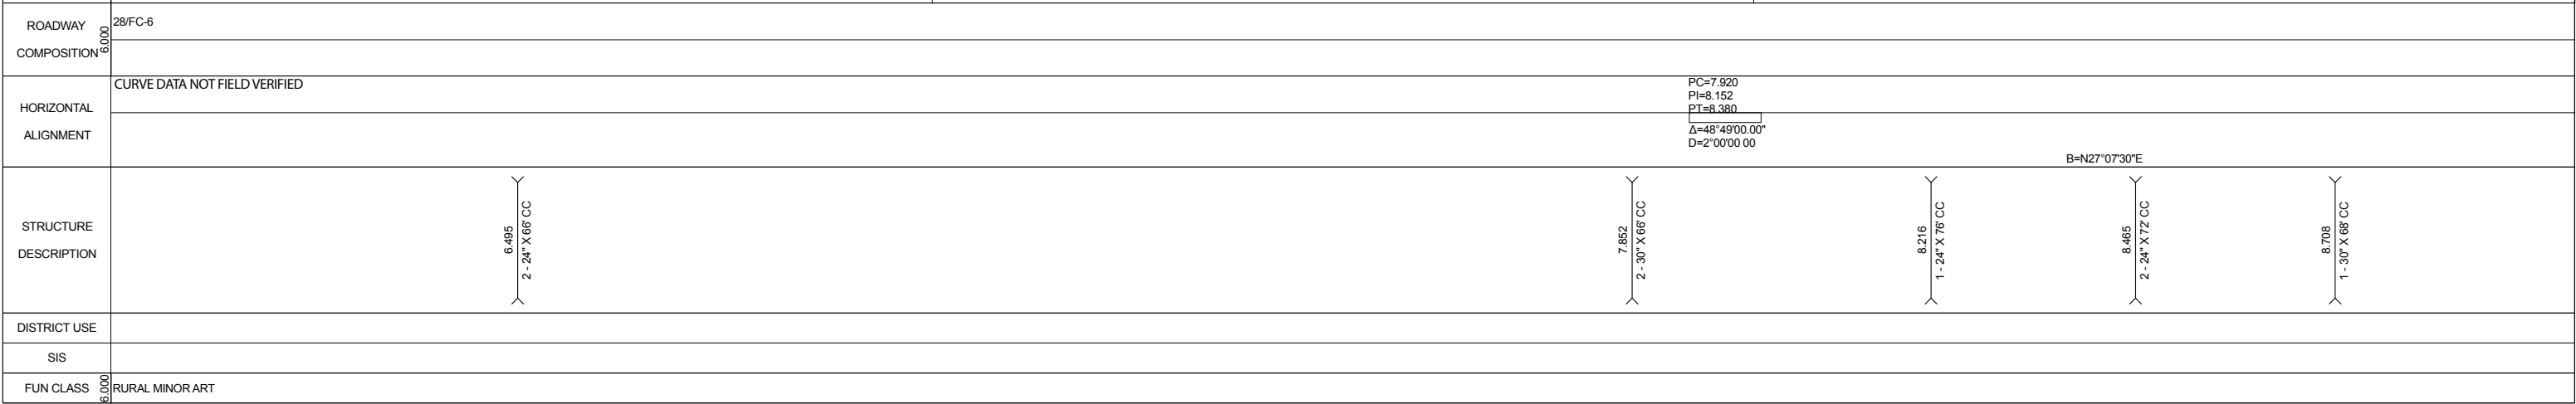 ROADWAY
COMPOSITION
6.000
28/FC-6
HORIZONTAL
ALIGNMENT
CURVE DATA NOT FIELD VERIFIED
PC=7.920
PI=8.152
PT=8.380
Δ=48°49'00.00"
D=2°00'00 00
B=N27°07'30"E
STRUCTURE
DESCRIPTION
6.495
2 - 24" X 66' CC
7.852
2 - 30" X 66' CC
8.216
1 - 24" X 76' CC
8.465
2 - 24" X 72' CC
8.708
1 - 30" X 68' CC
DISTRICT USE
SIS
FUN CLASS
6.000
RURAL MINOR ART